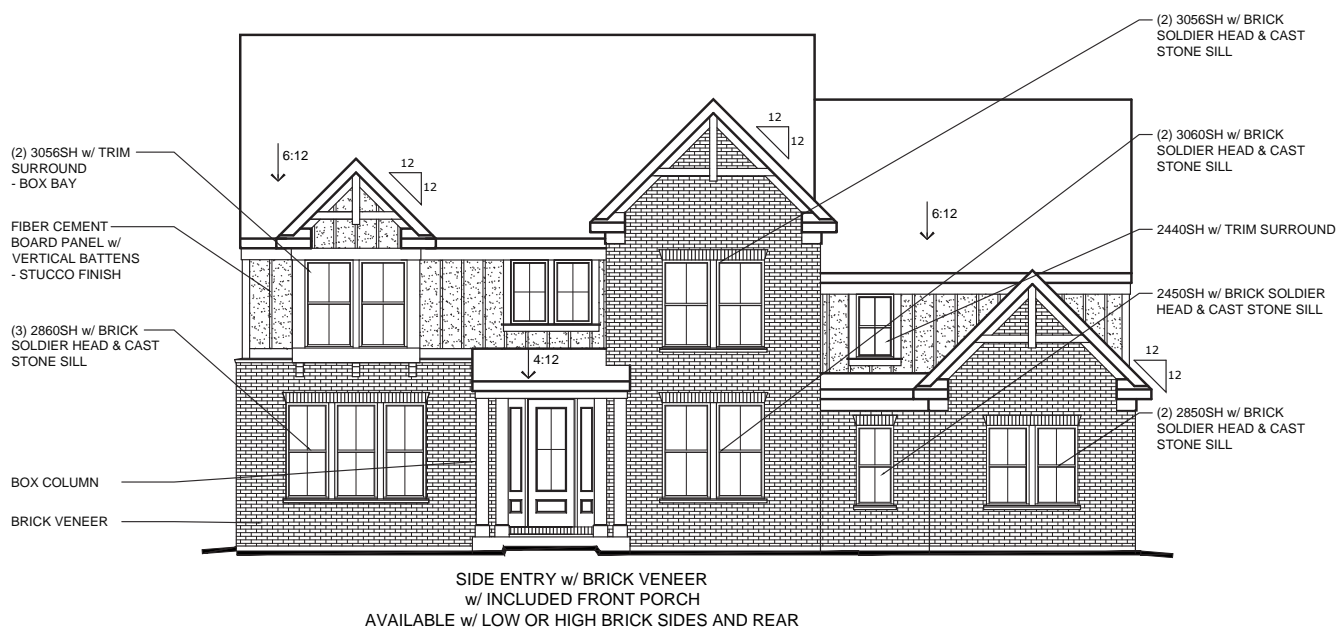 (2) 3056SH w/ BRICK
SOLDIER HEAD & CAST
STONE SILL
12
12
(2) 3056SH w/ TRIM
SURROUND
- BOX BAY
6:12
12
12
(2) 3060SH w/ BRICK
SOLDIER HEAD & CAST
STONE SILL
FIBER CEMENT
BOARD PANEL w/
VERTICAL BATTENS
- STUCCO FINISH
6:12
2440SH w/ TRIM SURROUND
2450SH w/ BRICK SOLDIER
HEAD & CAST STONE SILL
(3) 2860SH w/ BRICK
SOLDIER HEAD & CAST
STONE SILL
4:12
12
12
(2) 2850SH w/ BRICK
SOLDIER HEAD & CAST
STONE SILL
BOX COLUMN
BRICK VENEER
SIDE ENTRY w/ BRICK VENEER
w/ INCLUDED FRONT PORCH
AVAILABLE w/ LOW OR HIGH BRICK SIDES AND REAR